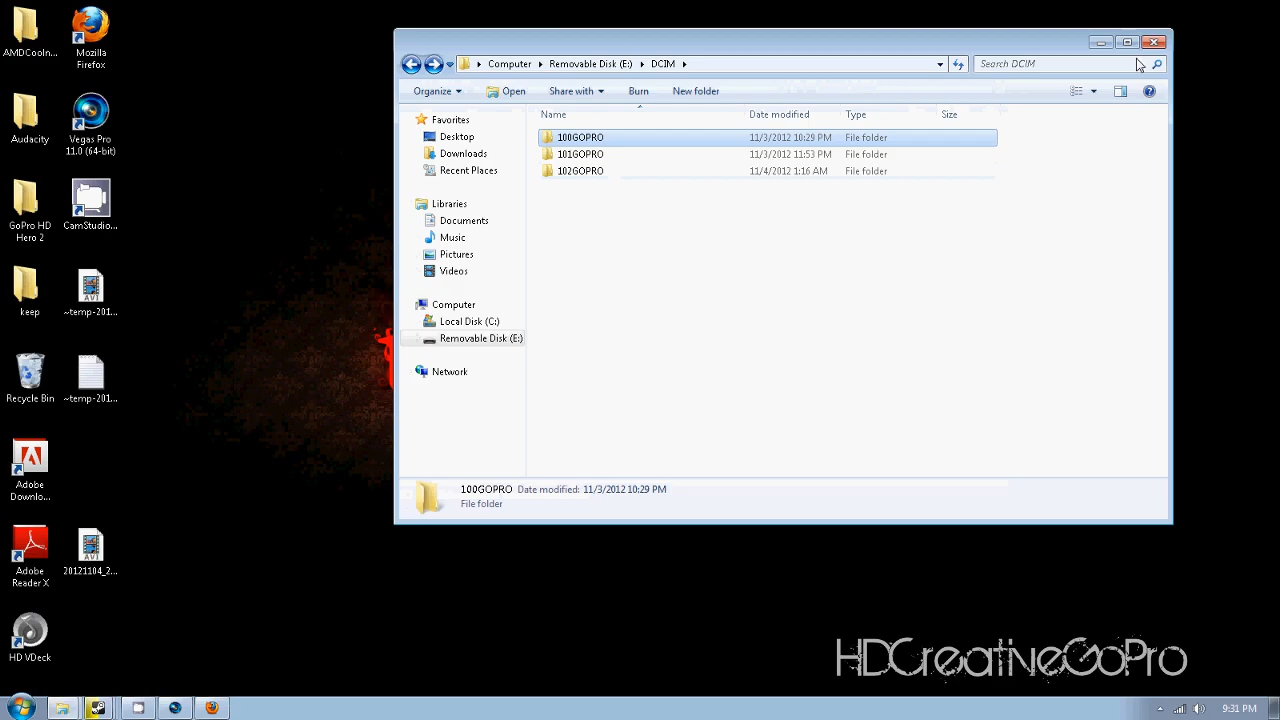 AMDCooIn...
Mozilla
Firefox
Audacity
Vegas Pro
11.0 (64-bit)
GoPro HD
Hero 2
CamStudio...
keep
~temp-201...
Recycle Bin
~temp-201...
Adobe
Downlo...
Adobe
Reader X
20121104_2...
HD VDeck
Computer
Removable Disk (E:)
DCIM
Search DCIM
Organize
Open
Share with
Burn
New folder
Favorites
Desktop
Downloads
Recent Places
Libraries
Documents
Music
Pictures
Videos
Computer
Local Disk (C:)
Removable Disk (E:)
Network
Name Date modified Type Size
100GOPRO 11/3/2012 10:29 PM File folder
101GOPRO 11/3/2012 11:53 PM File folder
102GOPRO 11/4/2012 1:16 AM File folder
100GOPRO Date modified: 11/3/2012 10:29 PM
File folder
HDCreativeGoPro
9:31 PM